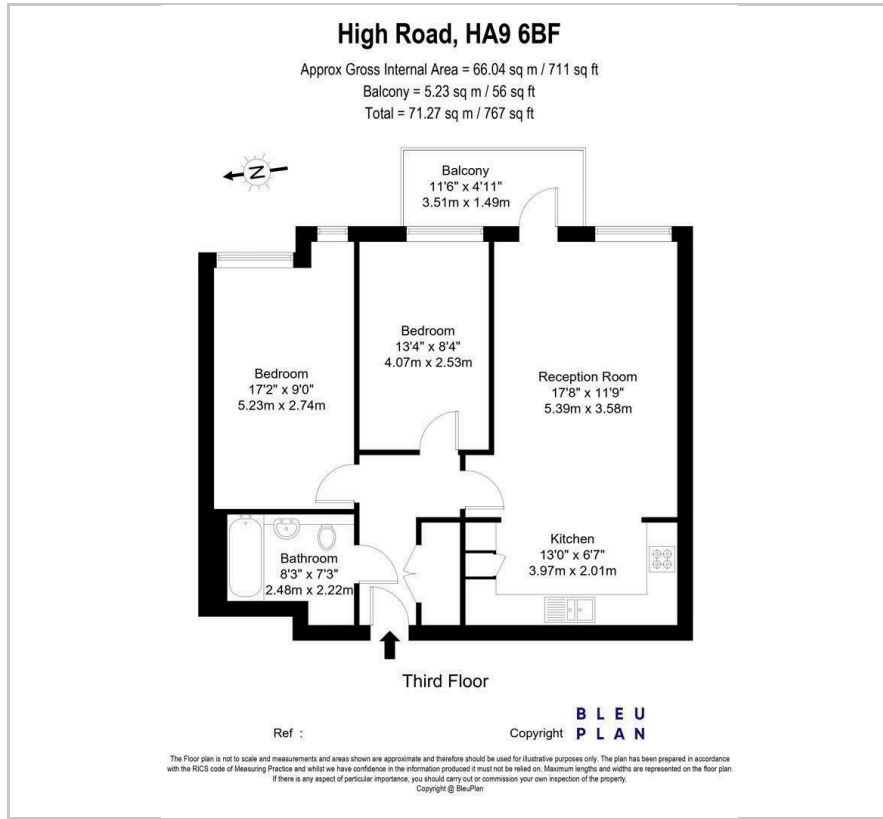 High Road, HA9 6BF
Approx Gross Internal Area = 66.04 sq m / 711 sq ft
Balcony = 5.23 sq m / 56 sq ft
Total = 71.27 sq m / 767 sq ft
N
Balcony
11'6" x 4'11"
3.51m x 1.49m
Bedroom
13'4" x 8'4"
4.07m x 2.53m
Bedroom
17'2" x 9'0"
5.23m x 2.74m
Reception Room
17'8" x 11'9"
5.39m x 3.58m
Kitchen
13'0" x 6'7"
3.97m x 2.01m
Bathroom
8'3" x 7'3"
2.48m x 2.22m
Third Floor
Ref :
Copyright
BLEU
PLAN
The Floor plan is not to scale and measurements and areas shown are approximate and therefore should be used for illustrative purposes only. The plan has been prepared in accordance
with the RICS code of Measuring Practice and whilst we have confidence in the information produced it must not be relied on. Maximum lengths and widths are represented on the floor plan.
If there is any aspect of particular importance, you should carry out or commission your own inspection of the property.
Copyright @ BleuPlan